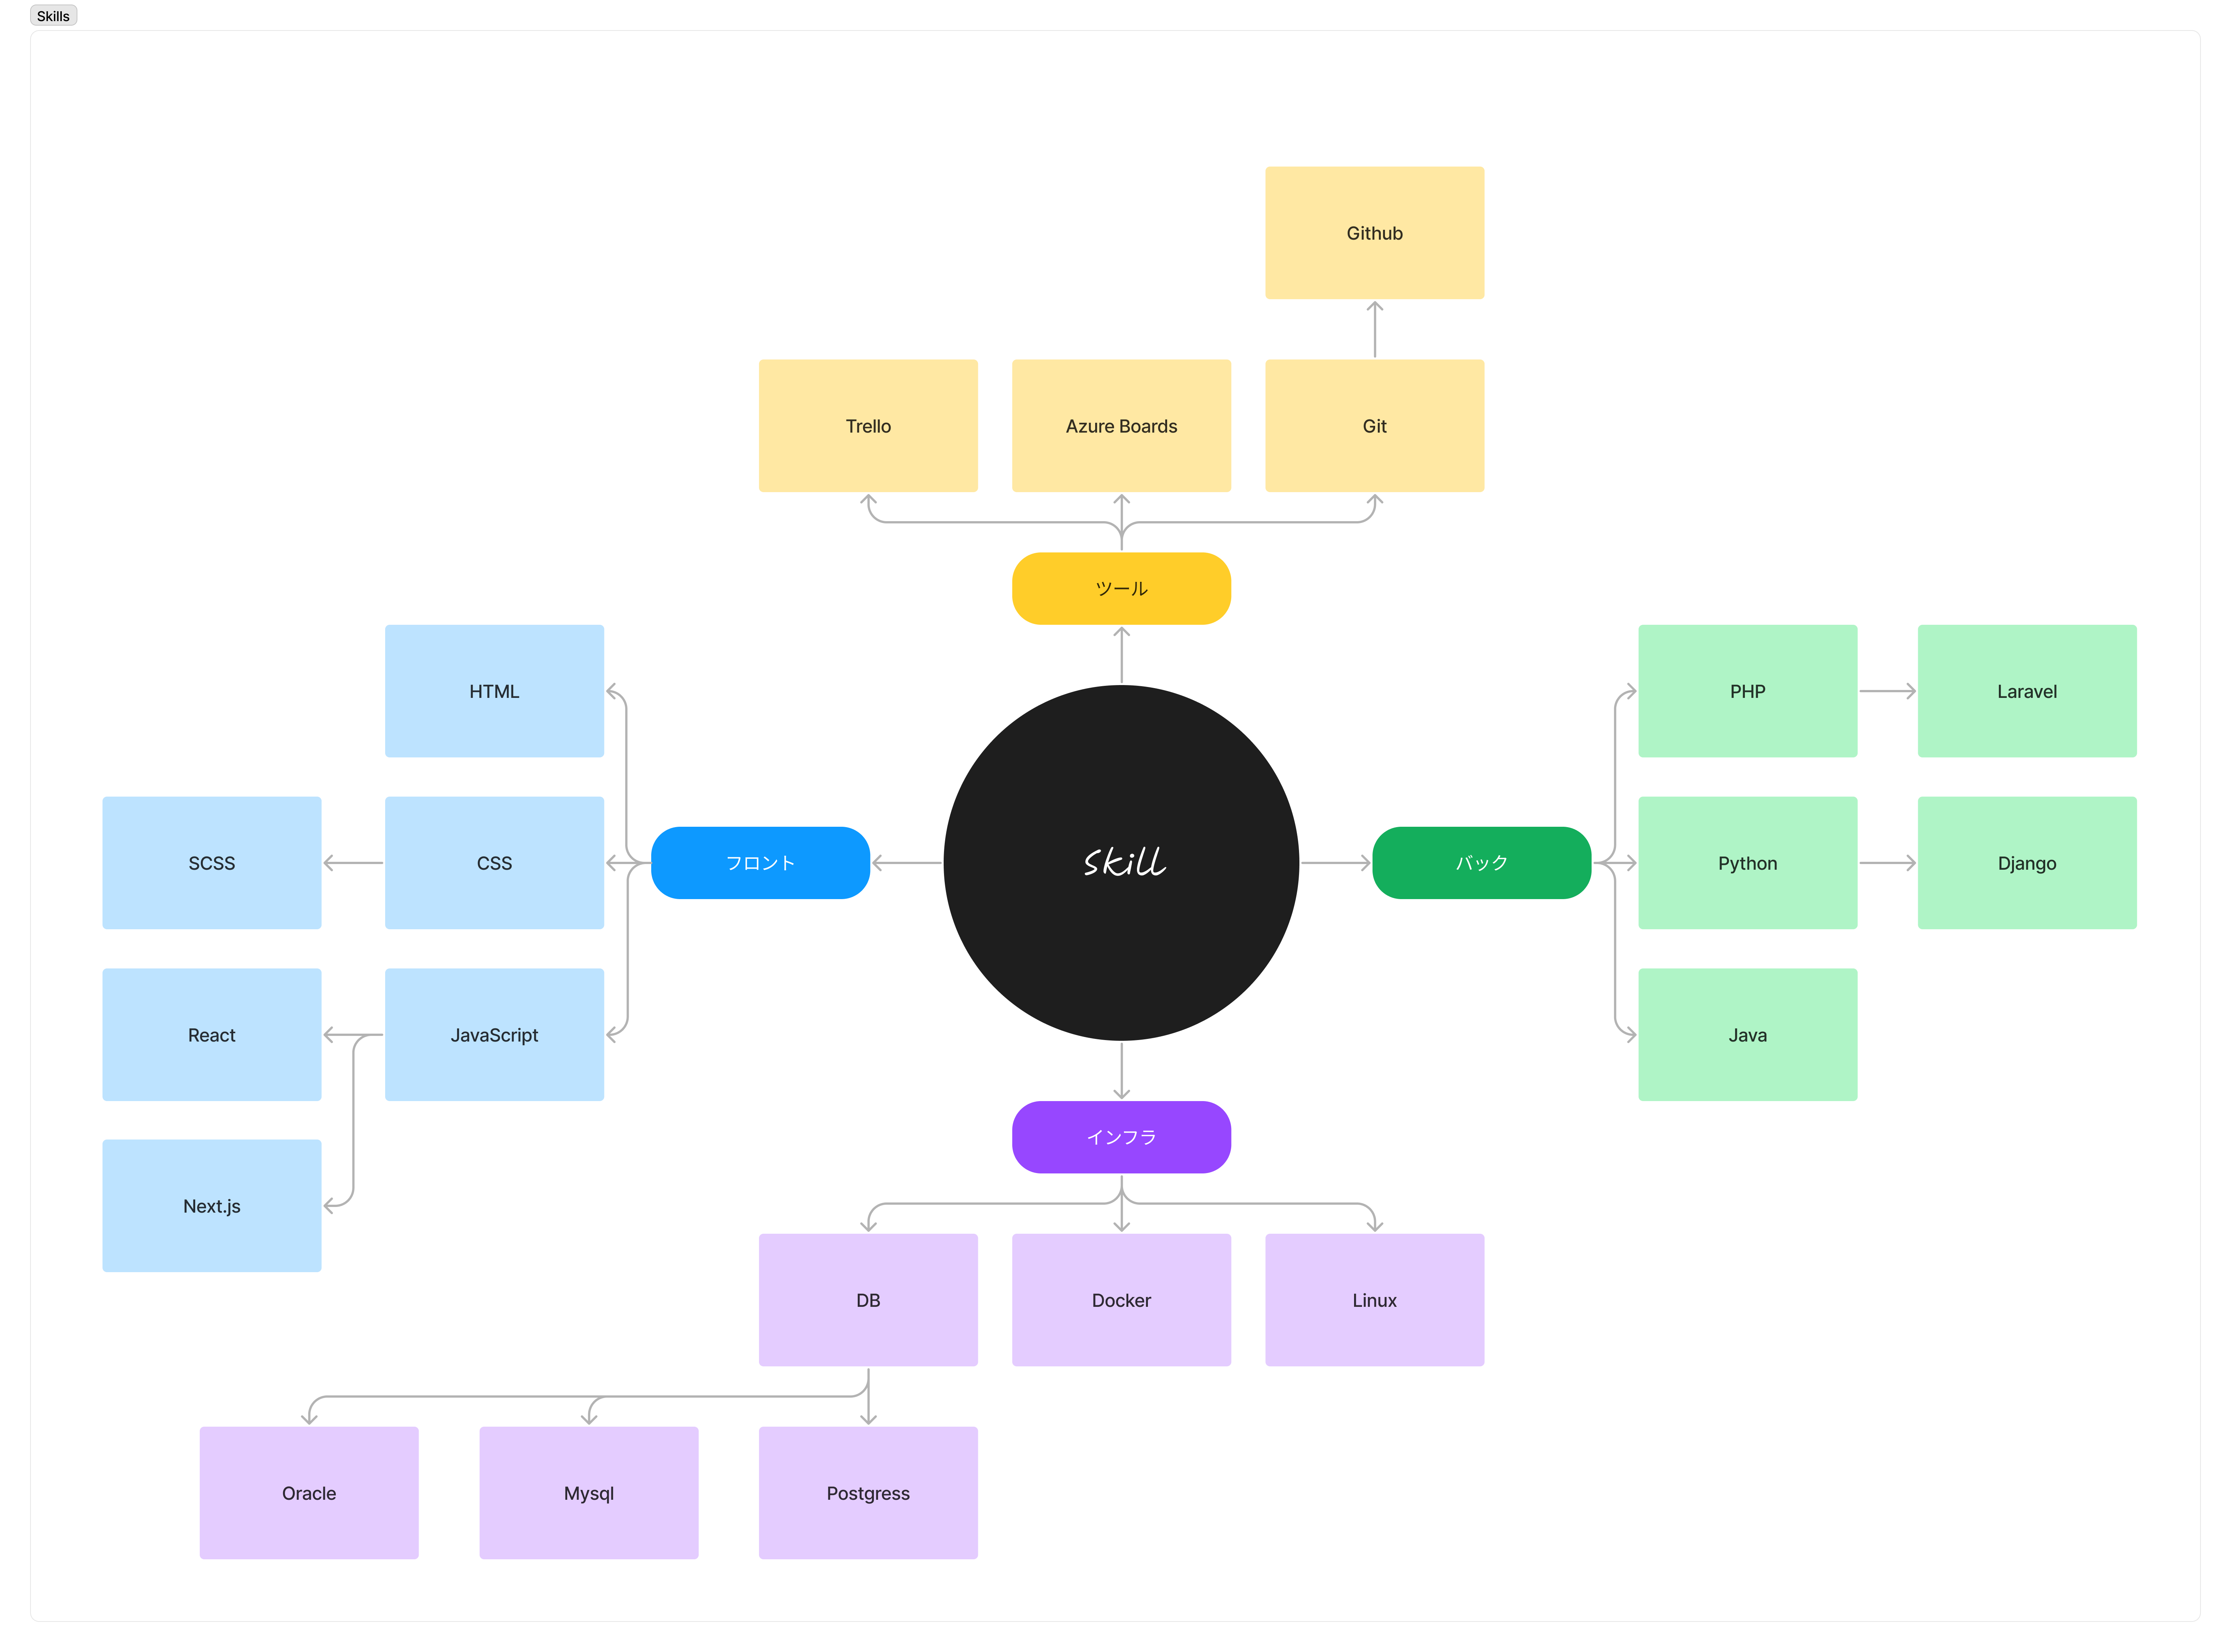 Skills
Github
Trello
Azure Boards
Git
ツール
HTML
PHP
Laravel
SCSS
CSS
フロント
Skill
バック
Python
Django
React
JavaScript
Java
インフラ
Next.js
DB
Docker
Linux
Oracle
Mysql
Postgress